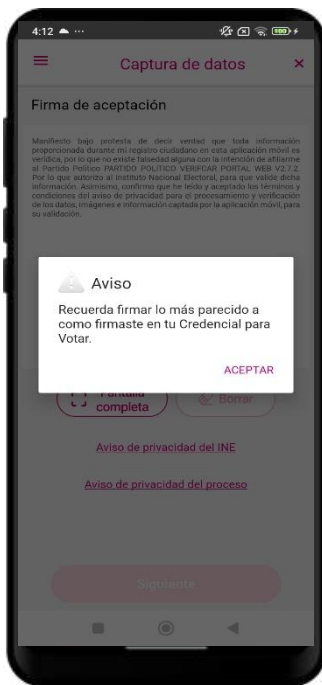 4:12
Captura de datos
Firma de aceptación
Manifiesto bajo protesta de decir verdad que toda información
proporcionada durante mi registro ciudadano en esta aplicación móvil es
verídica, por lo que no existe falsedad alguna con la intención de afiliarme
al Partido Político PARTIDO POLITICO VERIFCAR PORTAL WEB V2.7.2.
Por lo que autorizo al Instituto Nacional Electoral, para que valide dicha
información. Asimismo, confirmo que he leído y aceptado los términos y
condiciones del aviso de privacidad para el procesamiento y verificación
de los datos, imágenes e información captada por la aplicación móvil, para
su validación.
Aviso
Recuerda firmar lo más parecido a
como firmaste en tu Credencial para
Votar.
ACEPTAR
Pantalla
completa
Borrar
Aviso de privacidad del INE
Aviso de privacidad del proceso
Siguiente